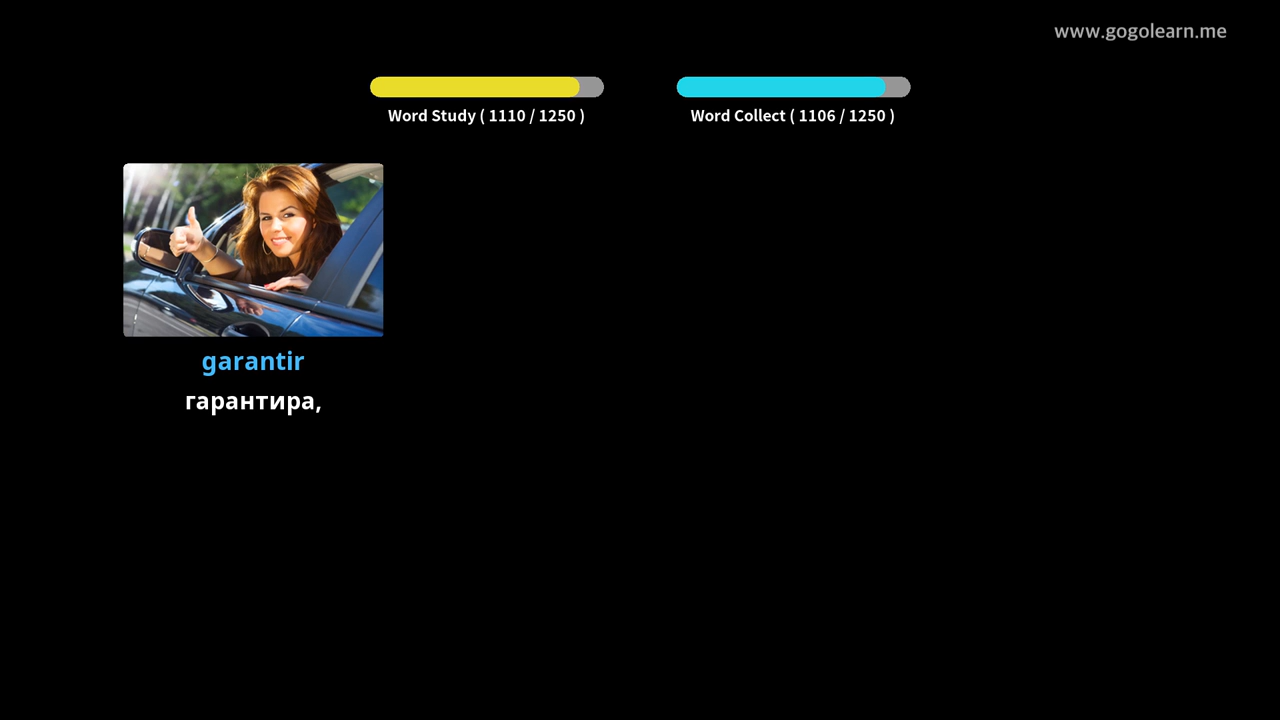 www.gogolearn.me
Word Study ( 1110 / 1250 )
Word Collect ( 1106 / 1250 )
garantir
гарантира,